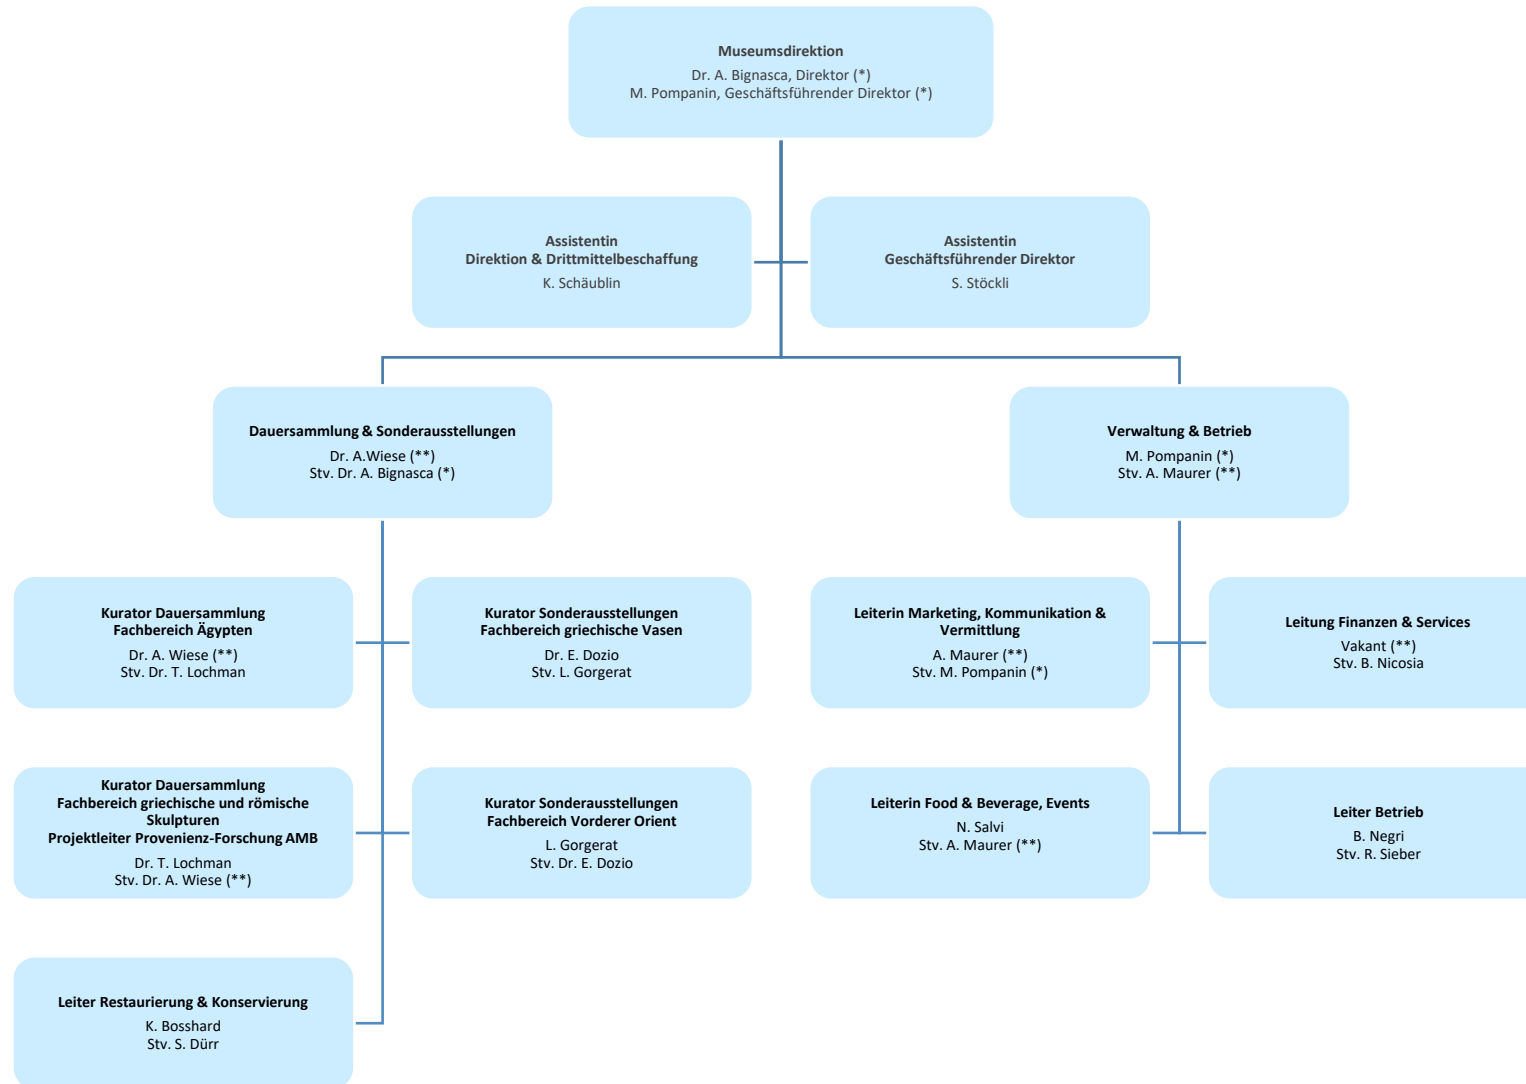 Museumsdirektion
Dr. A. Bignasca, Direktor (*)
M. Pompanin, Geschäftsführender Direktor (*)
Assistentin
Direktion & Drittmittelbeschaffung
K. Schäublin
Assistentin
Geschäftsführender Direktor
S. Stöckli
Dauersammlung & Sonderausstellungen
Dr. A.Wiese (**)
Stv. Dr. A. Bignasca (*)
Verwaltung & Betrieb
M. Pompanin (*)
Stv. A. Maurer (**)
Kurator Dauersammlung
Fachbereich Ägypten
Dr. A. Wiese (**)
Stv. Dr. T. Lochman
Kurator Sonderausstellungen
Fachbereich griechische Vasen
Dr. E. Dozio
Stv. L. Gorgerat
Leiterin Marketing, Kommunikation &
Vermittlung
A. Maurer (**)
Stv. M. Pompanin (*)
Leitung Finanzen & Services
Vakant (**)
Stv. B. Nicosia
Kurator Dauersammlung
Fachbereich griechische und römische
Skulpturen
Projektleiter Provenienz-Forschung AMB
Dr. T. Lochman
Stv. Dr. A. Wiese (**)
Kurator Sonderausstellungen
Fachbereich Vorderer Orient
L. Gorgerat
Stv. Dr. E. Dozio
Leiterin Food & Beverage, Events
N. Salvi
Stv. A. Maurer (**)
Leiter Betrieb
B. Negri
Stv. R. Sieber
Leiter Restaurierung & Konservierung
K. Bosshard
Stv. S. Dürr